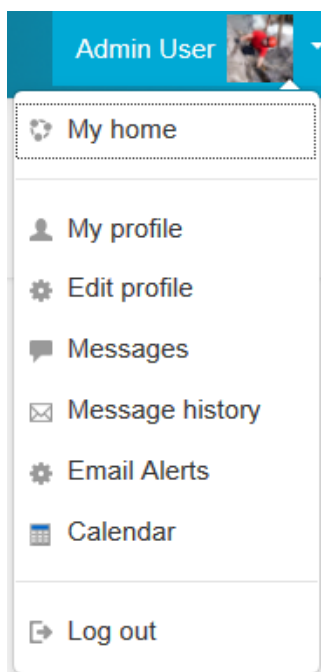 Admin User
My home
My profile
Edit profile
Messages
Message history
Email Alerts
Calendar
Log out